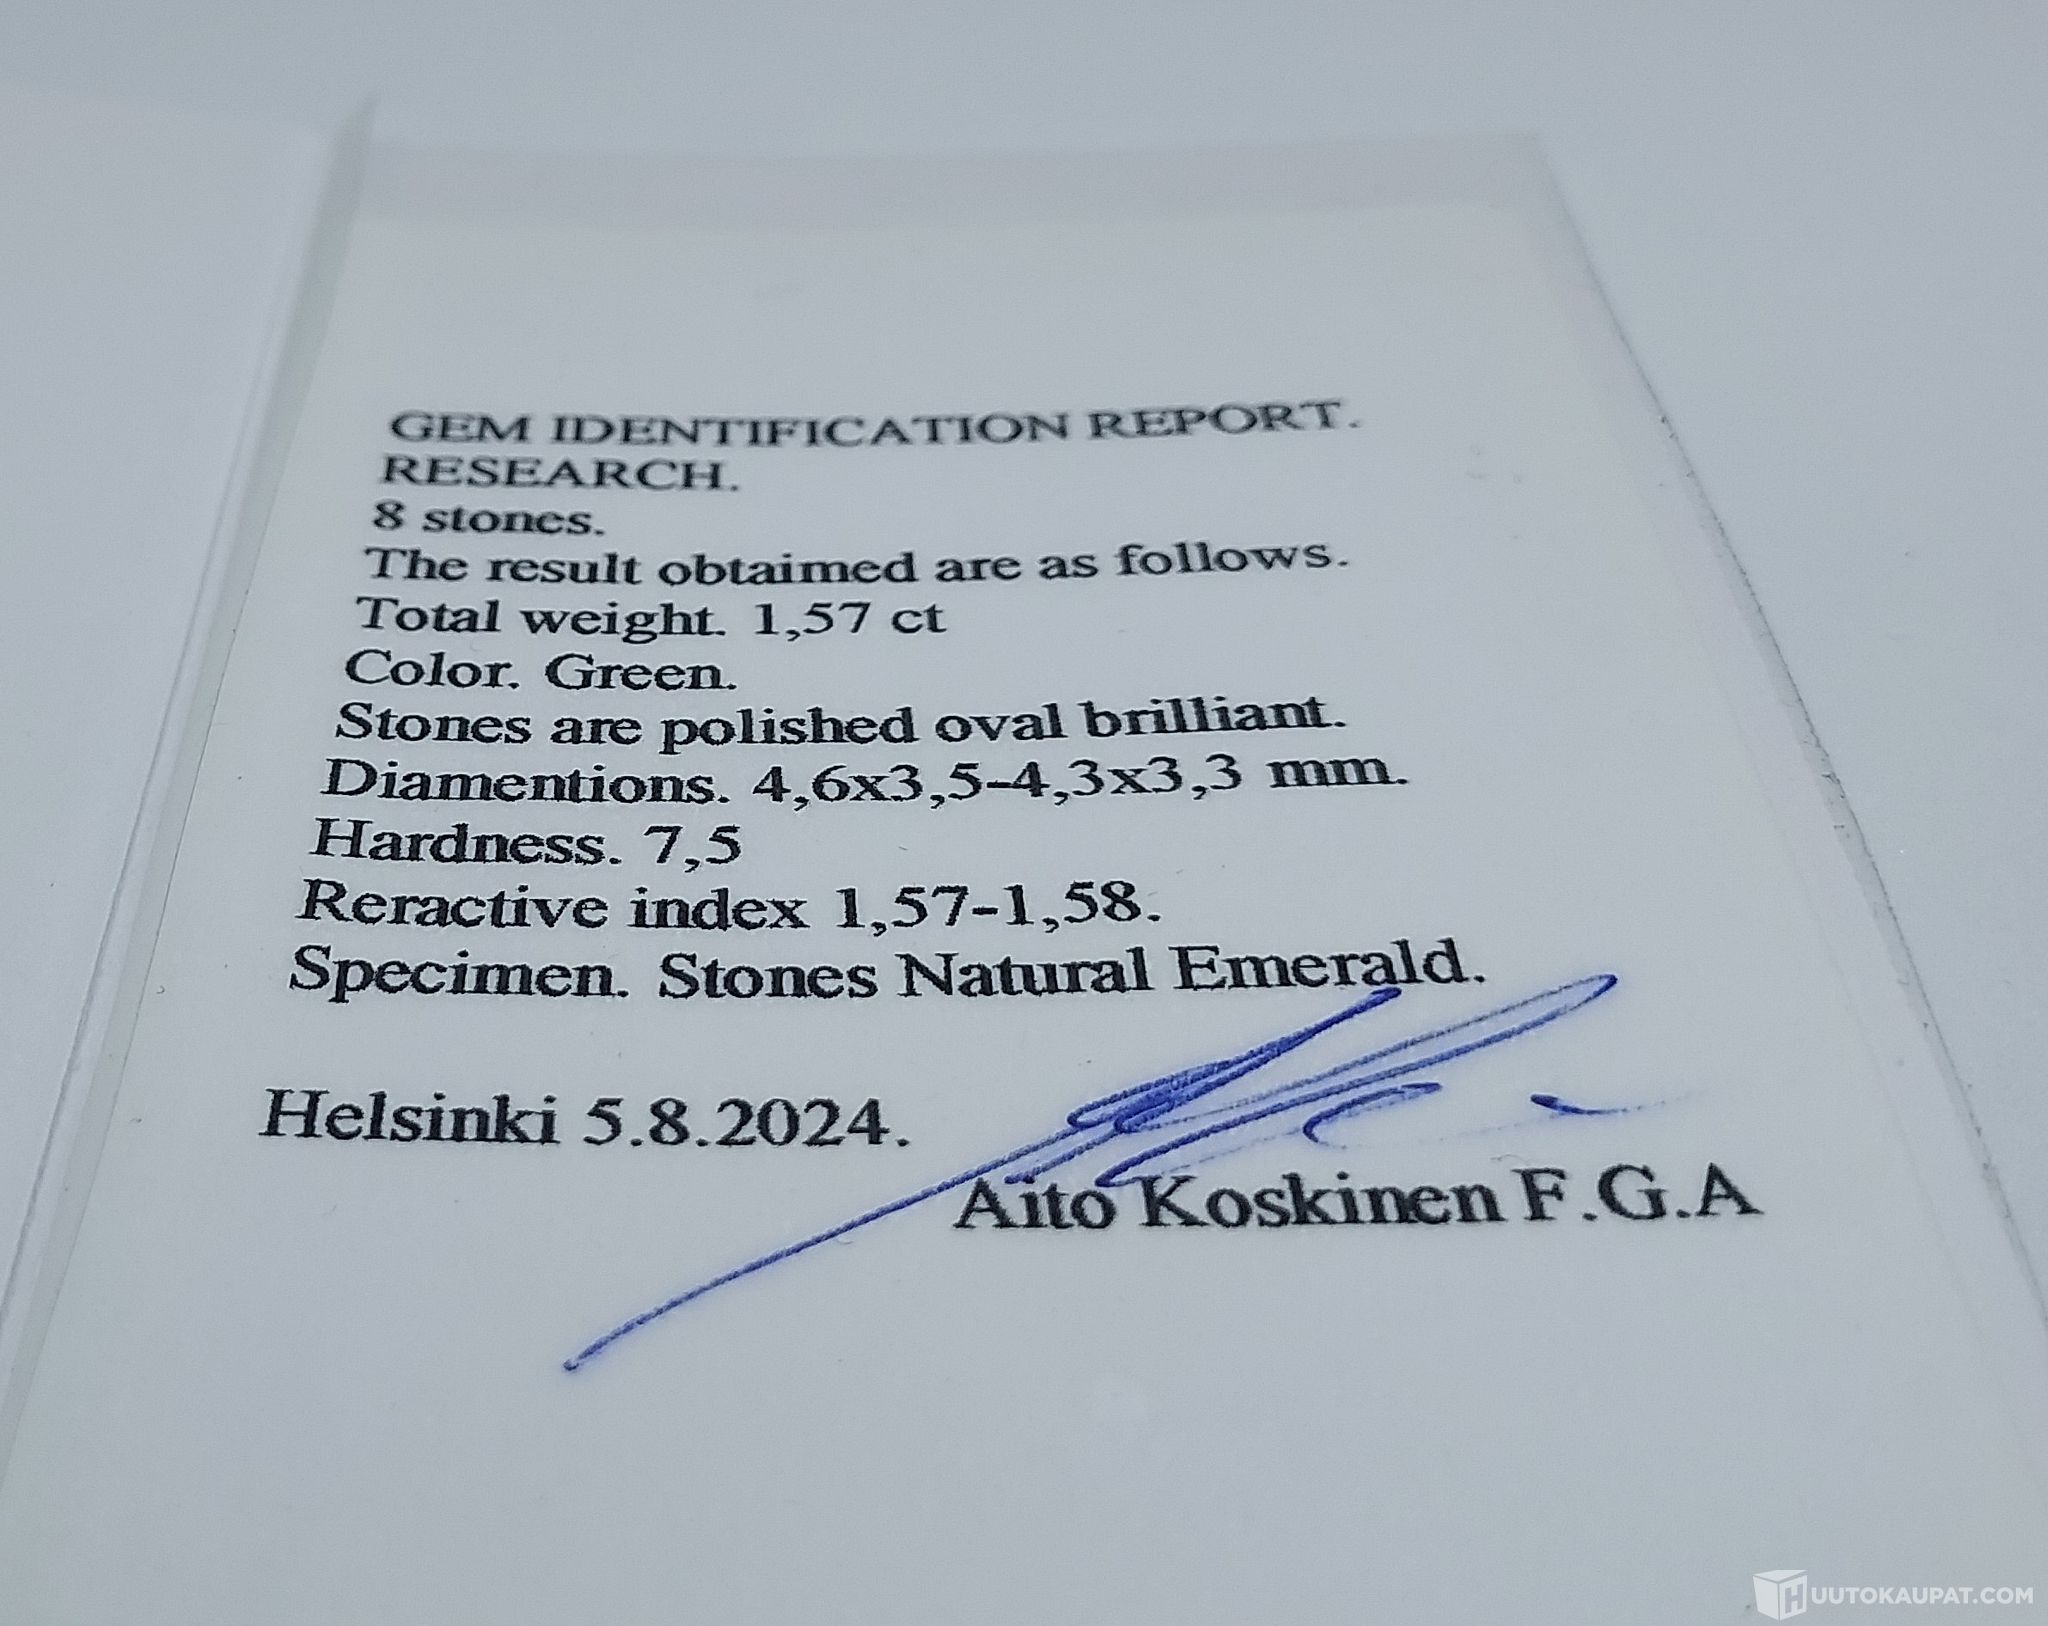 GEM IDENTIFICATION REPORT.
RESEARCH.
8 stones.
The result obtaimed are as follows.
Total weight. 1,57 ct
Color. Green.
Stones are polished oval brilliant.
Diamentions. 4,6x3,5-4,3x3,3 mm.
Hardness. 7,5
Reractive index 1,57-1,58.
Specimen. Stones Natural Emerald.
Helsinki 5.8.2024.
Aito Koskinen F.G.A
HUUTOKAUPAT.COM